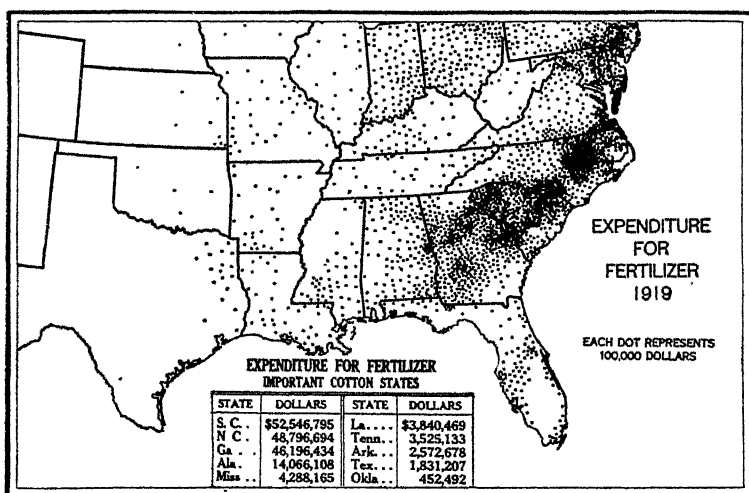 EXPENDITURE
FOR
FERTILIZER
1919
EACH DOT REPRESENTS
100,000 DOLLARS
EXPENDITURE FOR FERTILIZER
IMPORTANT COTTON STATES
STATE DOLLARS STATE DOLLARS
S. C. . $52,546,795 La..... $3,840,469
N C . 48,796,694 Tenn.. 3,525,133
Ga ... 46,196,434 Ark... 2,572,678
Ala. . 14,066,108 Tex... 1,831,207
Miss .. 4,288,165 Okla .. 452,492